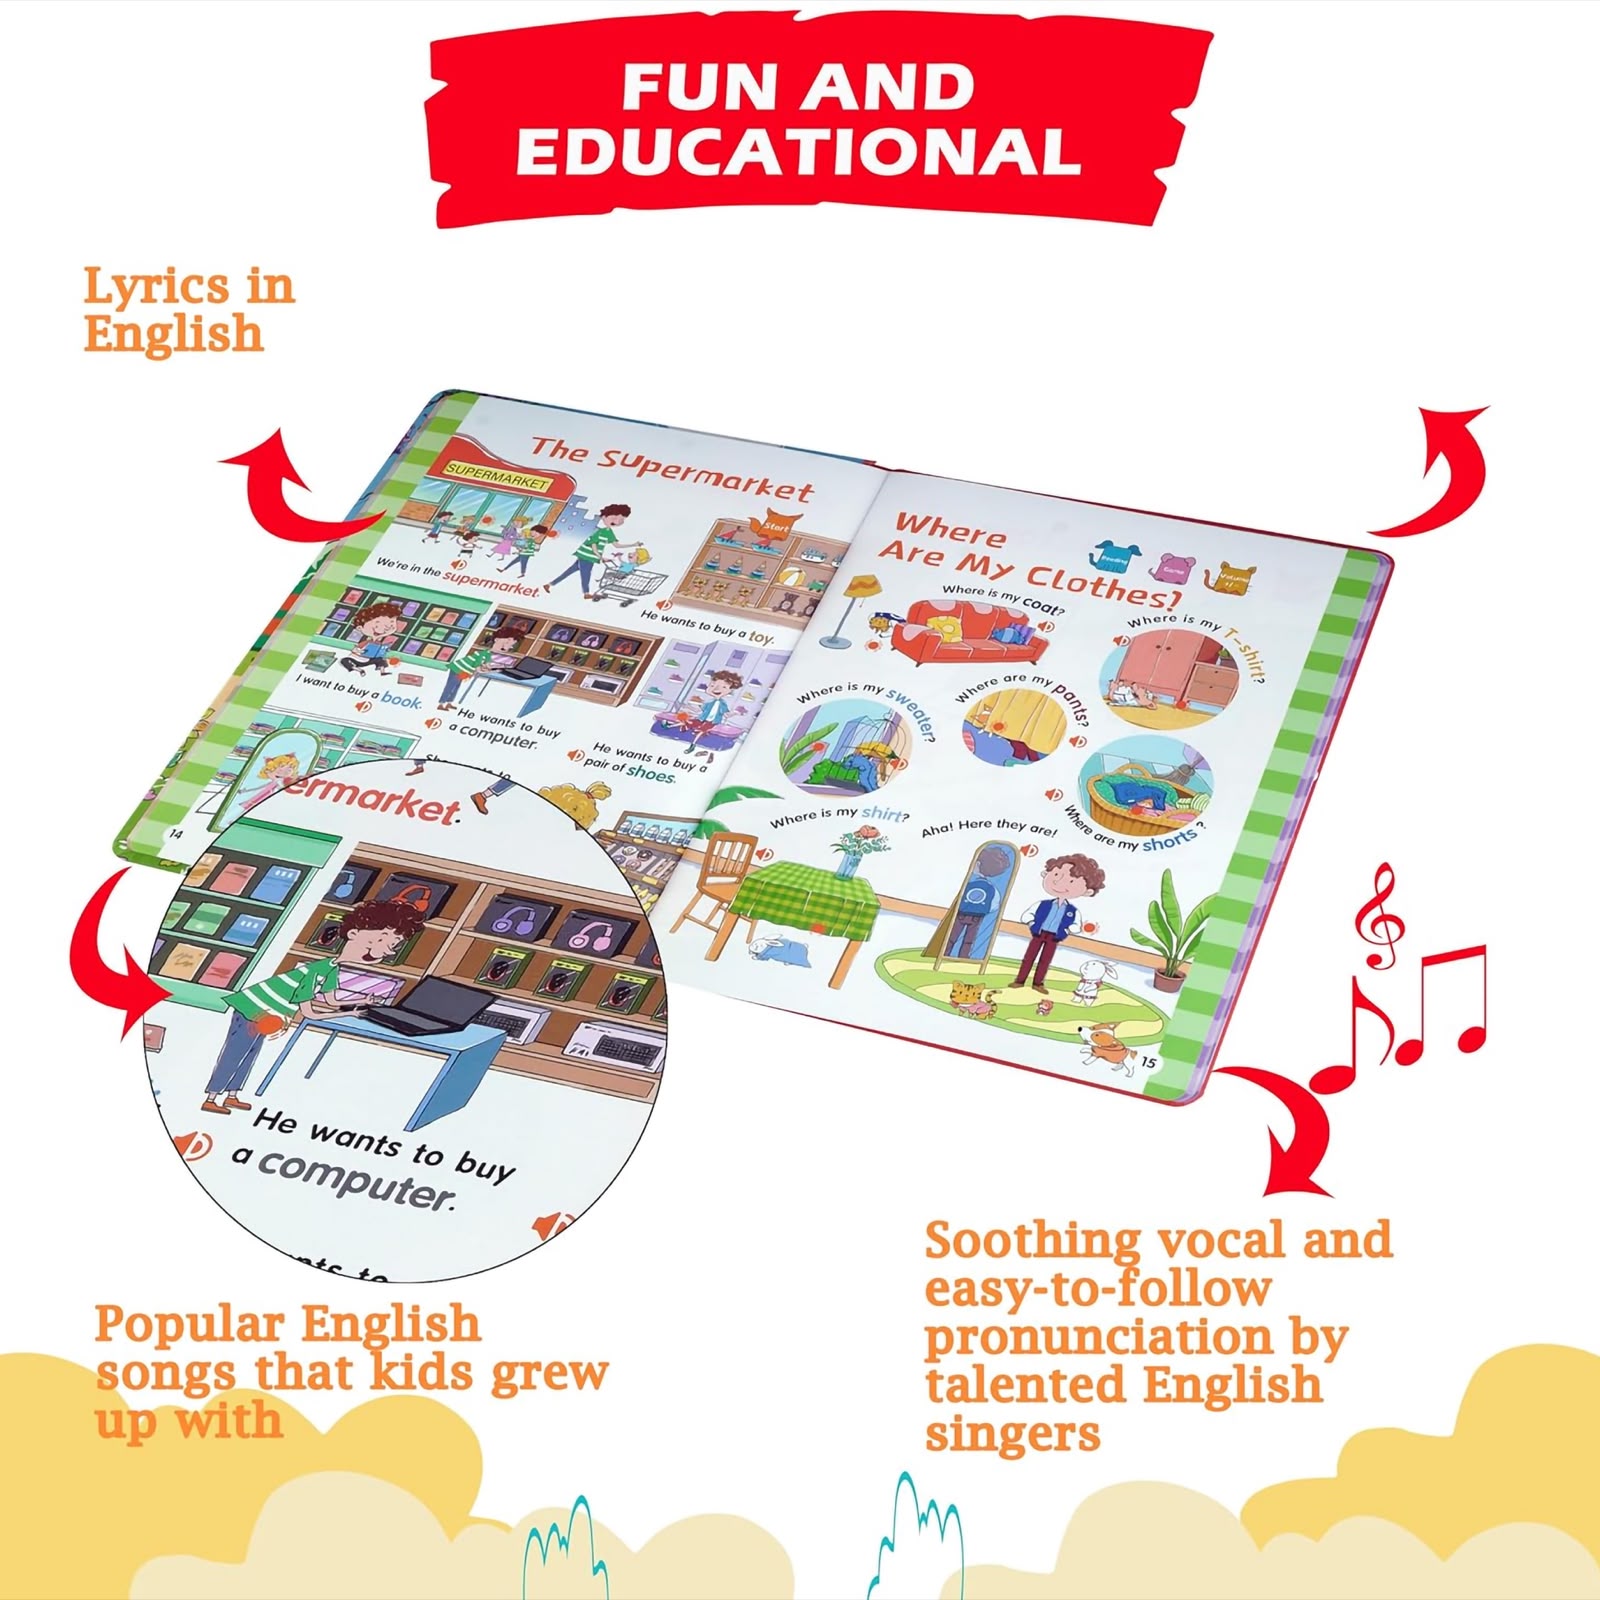 FUN AND
EDUCATIONAL
Lyrics in
English
The Supermarket
SUPERMARKET
Start
We're in the supermarket.
He wants to buy a toy.
I want to buy a book.
He wants to buy
a computer.
He wants to buy a
pair of shoes.
14
ermarket.
He wants to buy
a computer.
Where
Are My Clothes?
Reading
Game
Volume
Where is my coat?
Where is my T-shirt?
Where is my sweater?
Where are my pants?
Where is my shirt?
Where are my shorts?
Aha! Here they are!
15
Popular English
songs that kids grew
up with
Soothing vocal and
easy-to-follow
pronunciation by
talented English
singers